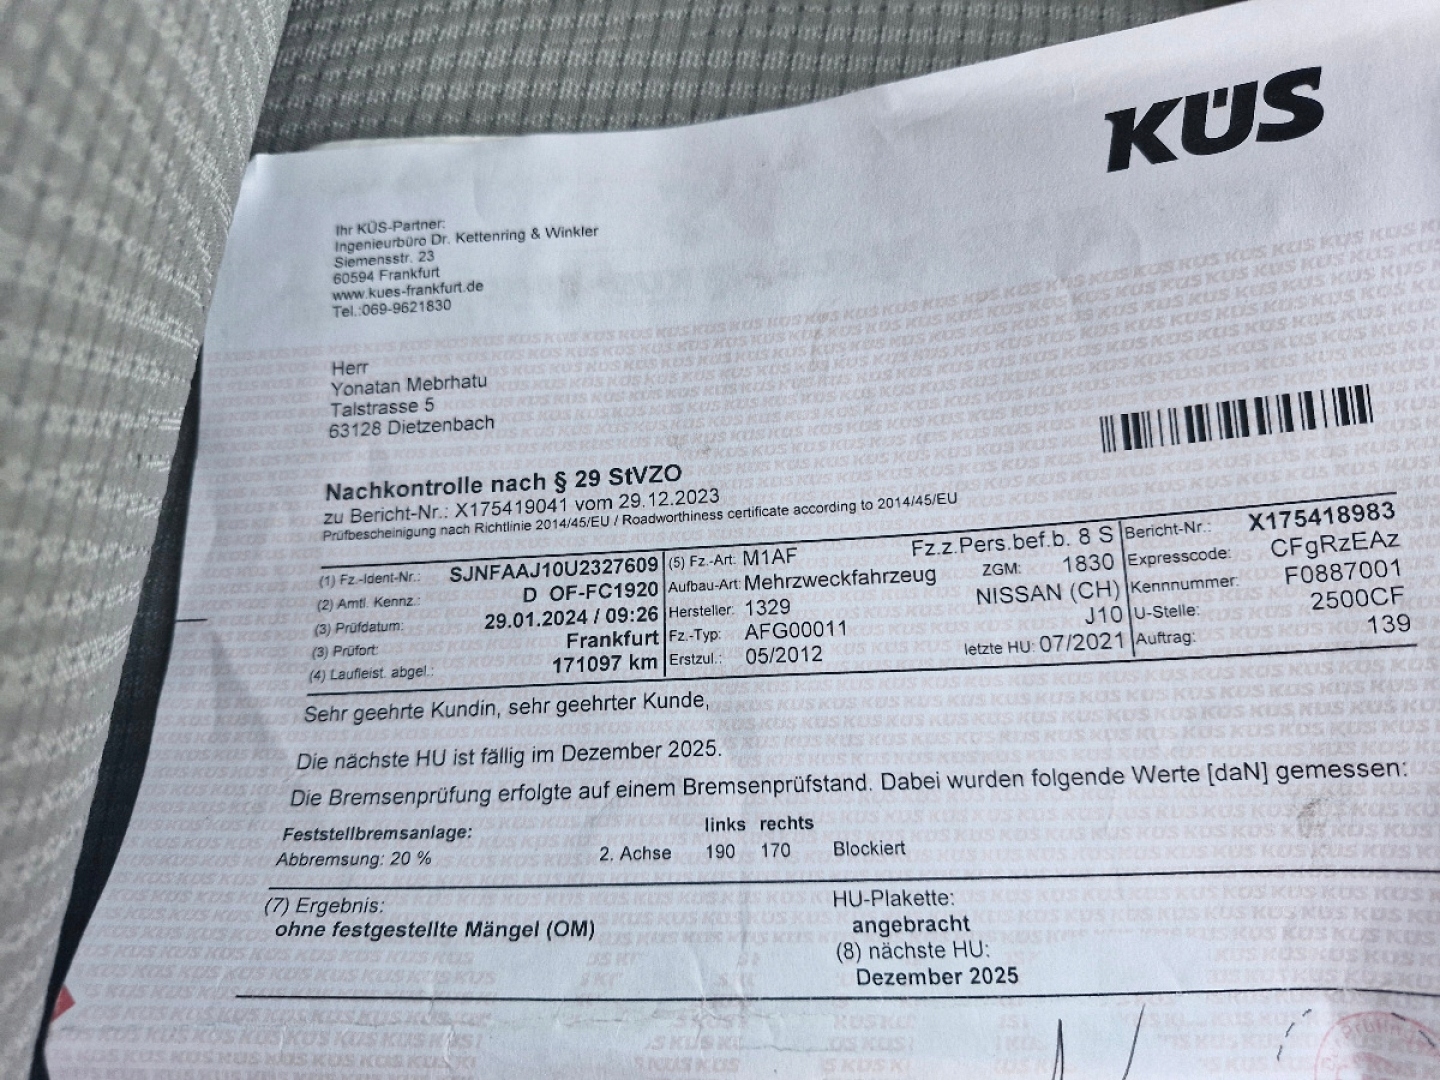 KÜS
Ihr KÜS-Partner:
Ingenieurbüro Dr. Kettenring & Winkler
Siemensstr. 23
60594 Frankfurt
www.kues-frankfurt.de
Tel.:069-9621830
Herr
Yonatan Mebrhatu
Talstrasse 5
63128 Dietzenbach
Nachkontrolle nach § 29 StVZO
zu Bericht-Nr.: X175419041 vom 29.12.2023
Prüfbescheinigung nach Richtlinie 2014/45/EU / Roadworthiness certificate according to 2014/45/EU
(1) Fz.-Ident-Nr.: SJNFAAJ10U2327609 (5) Fz.-Art: M1AF Fz.z.Pers.bef.b. 8 S Bericht-Nr.: X175418983
(2) Amtl. Kennz.: D OF-FC1920 Aufbau-Art: Mehrzweckfahrzeug ZGM: 1830 Expresscode: CFgRzEAz
(3) Prüfdatum: 29.01.2024 / 09:26 Hersteller: 1329 NISSAN (CH) Kennnummer: F0887001
(3) Prüfort: Frankfurt Fz.-Typ: AFG00011 J10 U-Stelle: 2500CF
(4) Laufleist. abgel.: 171097 km Erstzul.: 05/2012 letzte HU: 07/2021 Auftrag: 139
Sehr geehrte Kundin, sehr geehrter Kunde,
Die nächste HU ist fällig im Dezember 2025.
Die Bremsenprüfung erfolgte auf einem Bremsenprüfstand. Dabei wurden folgende Werte [daN] gemessen:
Feststellbremsanlage: links rechts
Abbremsung: 20 % 2. Achse 190 170 Blockiert
(7) Ergebnis: HU-Plakette:
ohne festgestellte Mängel (OM) angebracht
(8) nächste HU:
Dezember 2025